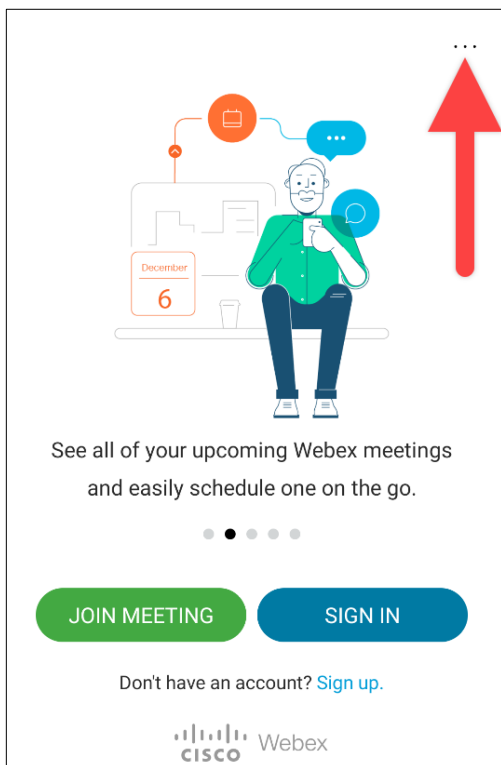 ...
December
6
See all of your upcoming Webex meetings
and easily schedule one on the go.
JOIN MEETING
SIGN IN
Don't have an account? Sign up.
CISCO Webex